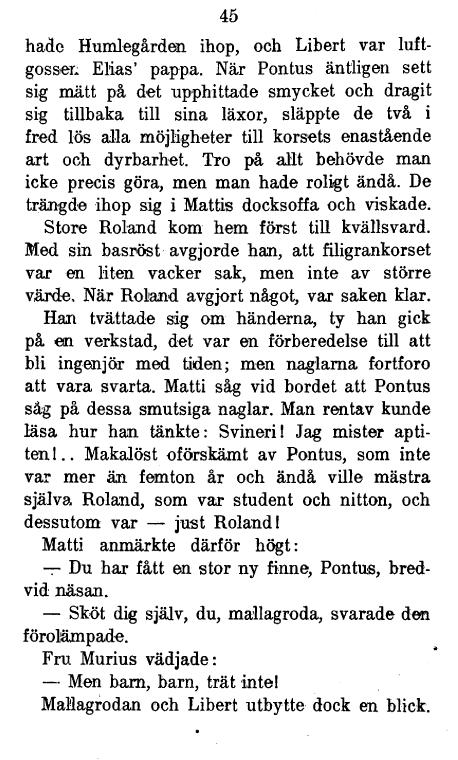 45
hade Humlegården ihop, och Libert var luft-
gossen Elias' pappa. När Pontus äntligen sett
sig mätt på det upphittade smycket och dragit
sig tillbaka till sina läxor, släppte de två i
fred lös alla möjligheter till korsets enastående
art och dyrbarhet. Tro på allt behövde man
icke precis göra, men man hade roligt ändå. De
trängde ihop sig i Mattis docksoffa och viskade.
Store Roland kom hem först till kvällsvard.
Med sin basröst avgjorde han, att filigrankorset
var en liten vacker sak, men inte av större
värde. När Roland avgjort något, var saken klar.
Han tvättade sig om händerna, ty han gick
på en verkstad, det var en förberedelse till att
bli ingenjör med tiden; men naglarna fortforo
att vara svarta. Matti såg vid bordet att Pontus
såg på dessa smutsiga naglar. Man rentav kunde
läsa hur han tänkte: Svineri! Jag mister apti-
ten!.. Makalöst oförskämt av Pontus, som inte
var mer än femton år och ändå ville mästra
själva Roland, som var student och nitton, och
dessutom var — just Roland!
Matti anmärkte därför högt:
— Du har fått en stor ny finne, Pontus, bred-
vid näsan.
— Sköt dig själv, du, mallagroda, svarade den
förolämpade.
Fru Murius vädjade:
— Men barn, barn, trät inte!
Mallagrodan och Libert utbytte dock en blick.